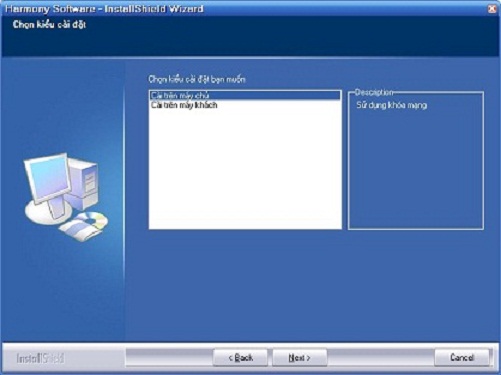 Harmony Software - InstallShield Wizard
Chọn kiểu cài đặt
Chọn kiểu cài đặt bạn muốn
Cài trên máy chủ
Cài trên máy khách
Description
Sử dụng khóa mạng
InstallShield
< Back
Next >
Cancel